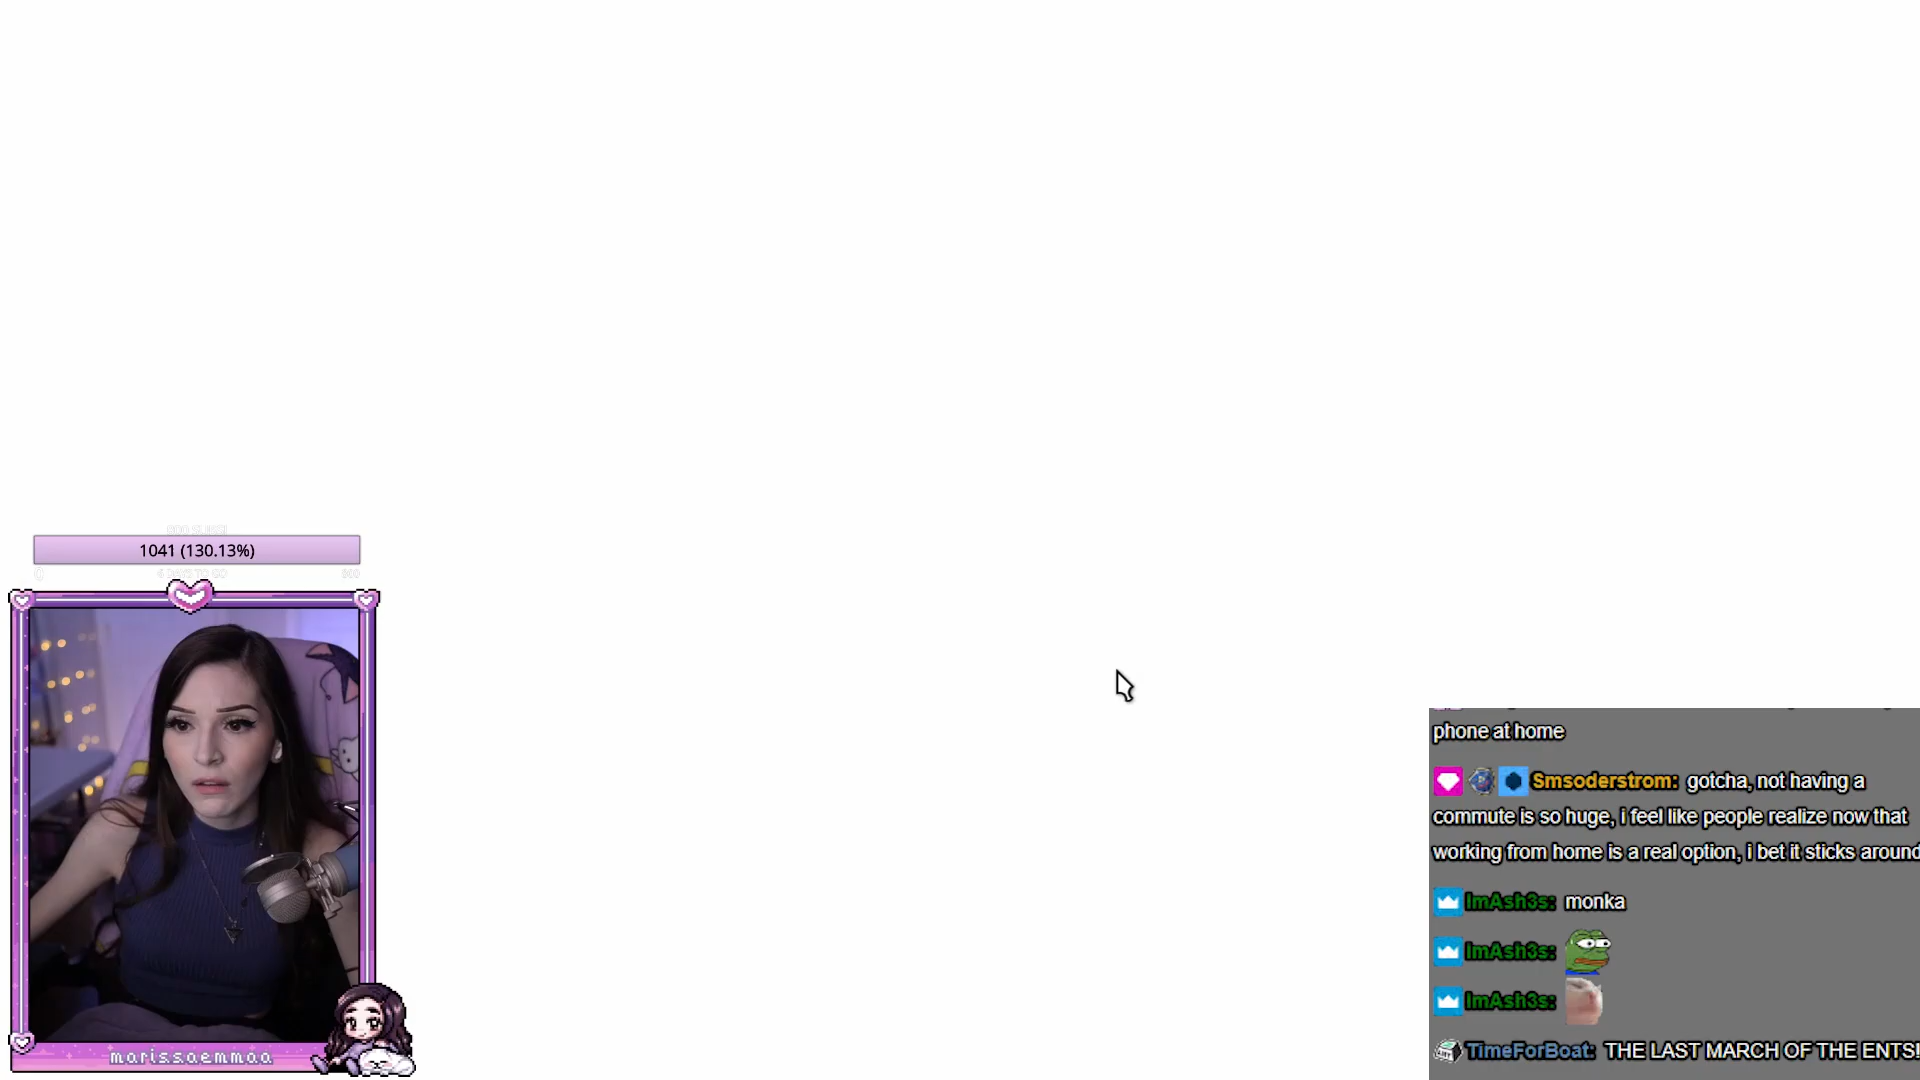 1041 (130.13%)
marissaemmaa
phone at home
Smsoderstrom: gotcha, not having a
commute is so huge, i feel like people realize now that
working from home is a real option, i bet it sticks around
ImAsh3s: monka
ImAsh3s:
ImAsh3s:
TimeForBoat: THE LAST MARCH OF THE ENTS!